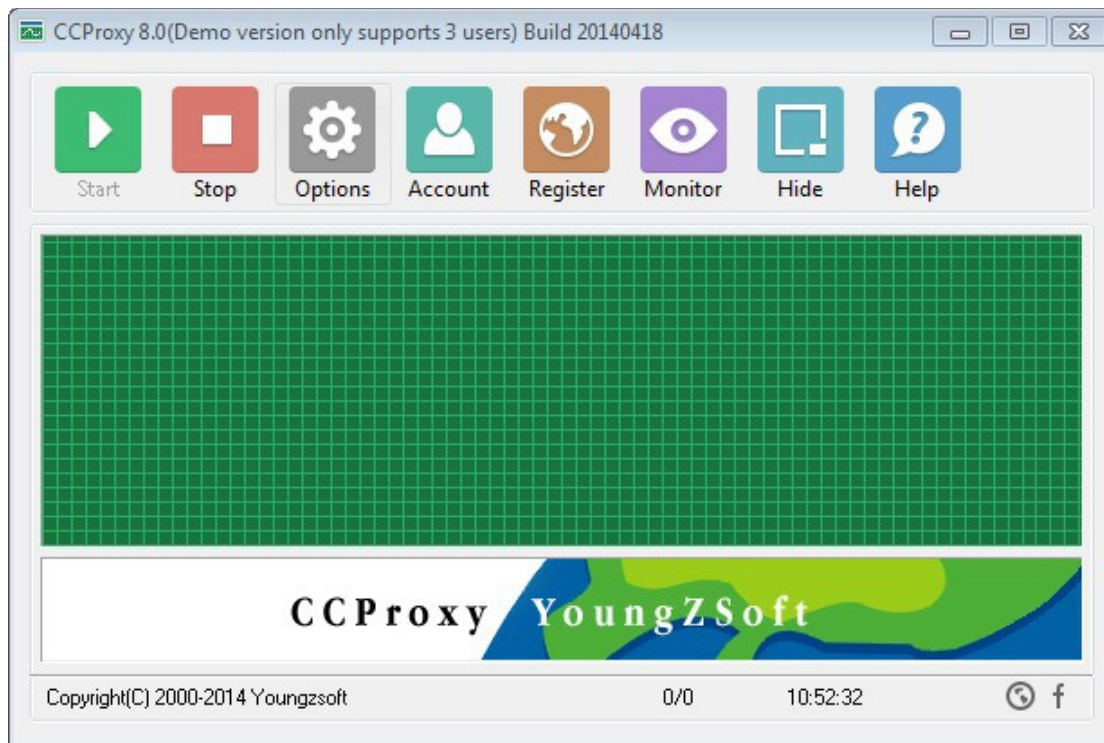 CCProxy 8.0(Demo version only supports 3 users) Build 20140418
Start Stop Options Account Register Monitor Hide Help
CCProxy YoungZSoft
Copyright(C) 2000-2014 Youngzsoft 0/0 10:52:32